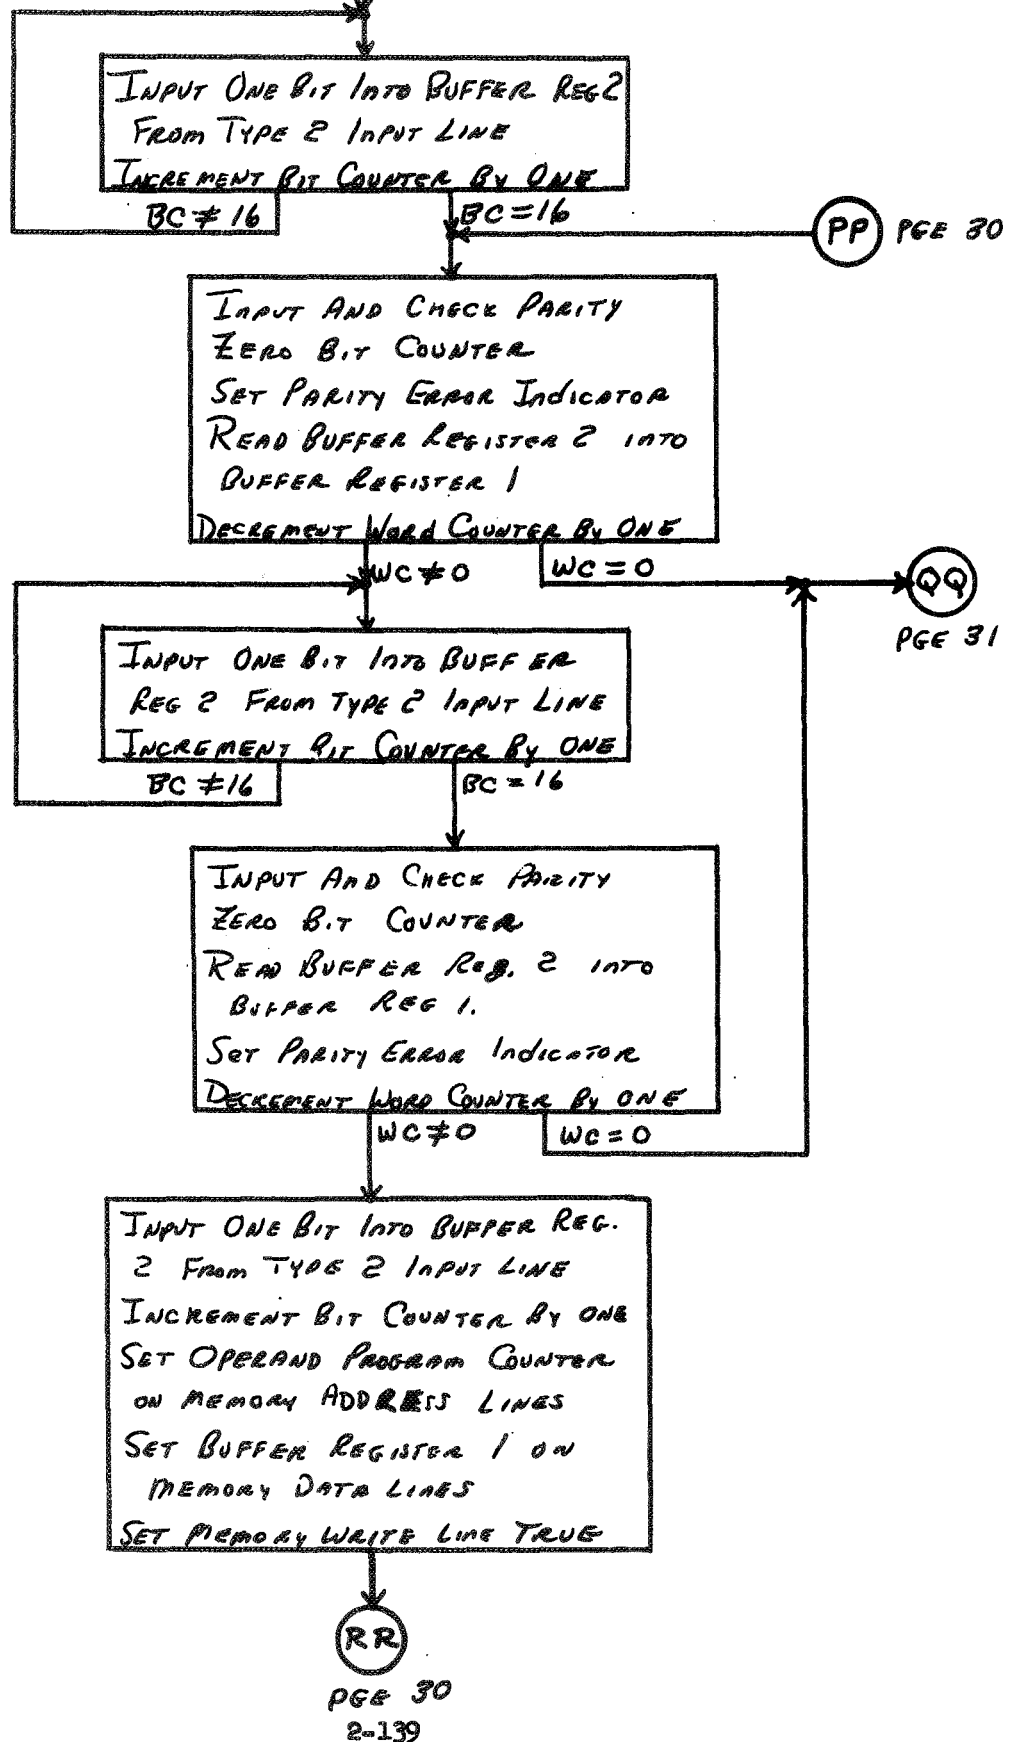 INPUT ONE BIT INTO BUFFER REG 2
FROM TYPE 2 INPUT LINE
INCREMENT BIT COUNTER BY ONE
BC ≠ 16
BC = 16
PP PGE 30
INPUT AND CHECK PARITY
ZERO BIT COUNTER
SET PARITY ERROR INDICATOR
READ BUFFER REGISTER 2 INTO
BUFFER REGISTER 1
DECREMENT WORD COUNTER BY ONE
WC ≠ 0
WC = 0
QQ
PGE 31
INPUT ONE BIT INTO BUFFER
REG 2 FROM TYPE 2 INPUT LINE
INCREMENT BIT COUNTER BY ONE
BC ≠ 16
BC = 16
INPUT AND CHECK PARITY
ZERO BIT COUNTER
READ BUFFER REG. 2 INTO
BUFFER REG 1.
SET PARITY ERROR INDICATOR
DECREMENT WORD COUNTER BY ONE
WC ≠ 0
WC = 0
INPUT ONE BIT INTO BUFFER REG.
2 FROM TYPE 2 INPUT LINE
INCREMENT BIT COUNTER BY ONE
SET OPERAND PROGRAM COUNTER
ON MEMORY ADDRESS LINES
SET BUFFER REGISTER 1 ON
MEMORY DATA LINES
SET MEMORY WRITE LINE TRUE
RR
PGE 30
2-139